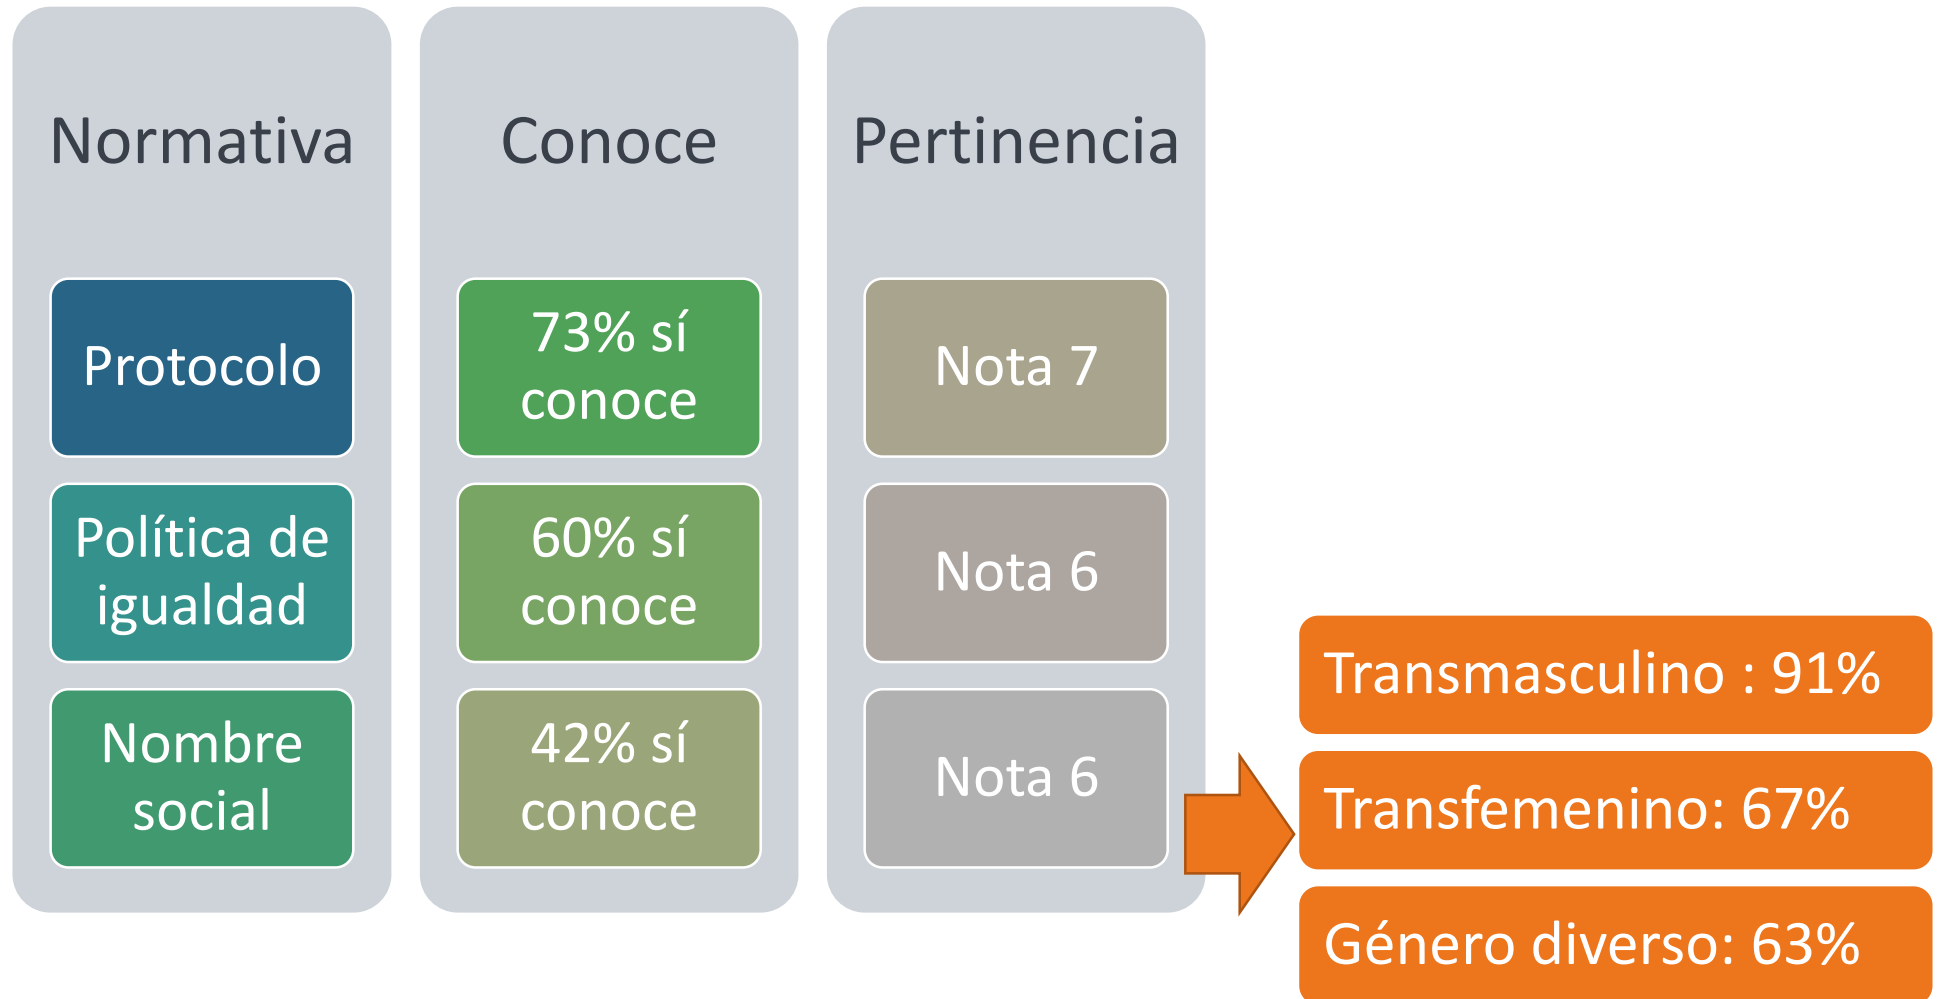 Normativa
Conoce
Pertinencia
Protocolo
73% sí
conoce
Nota 7
Política de
igualdad
60% sí
conoce
Nota 6
Nombre
social
42% sí
conoce
Nota 6
Transmasculino : 91%
Transfemenino: 67%
Género diverso: 63%